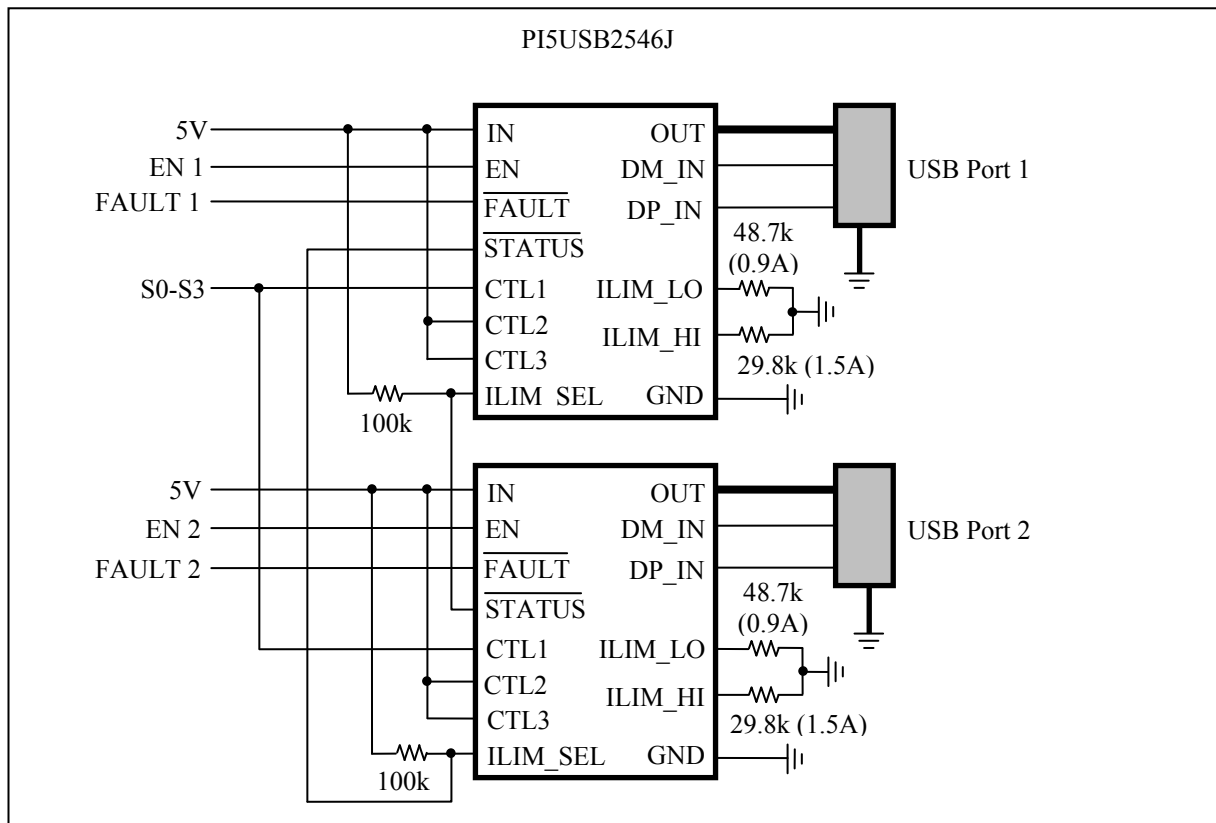 PI5USB2546J
5V
EN 1
FAULT 1
S0-S3
100k
IN
EN
FAULT
STATUS
CTL1
CTL2
CTL3
ILIM_SEL
OUT
DM_IN
DP_IN
ILIM_LO
ILIM_HI
GND
48.7k
(0.9A)
29.8k (1.5A)
USB Port 1
5V
EN 2
FAULT 2
100k
IN
EN
FAULT
STATUS
CTL1
CTL2
CTL3
ILIM_SEL
OUT
DM_IN
DP_IN
ILIM_LO
ILIM_HI
GND
48.7k
(0.9A)
29.8k (1.5A)
USB Port 2